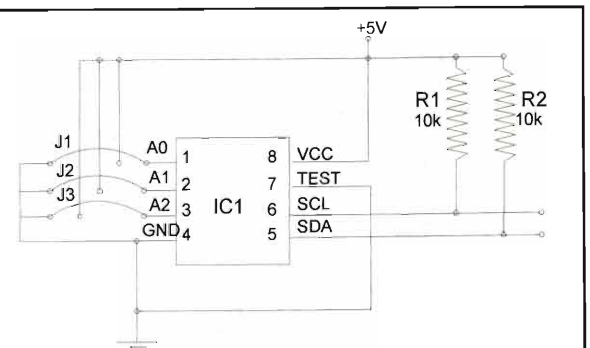 +5V
R1
10k
R2
10k
J1
J2
J3
A0
A1
A2
GND
1
2
3
4
IC1
8
7
6
5
VCC
TEST
SCL
SDA